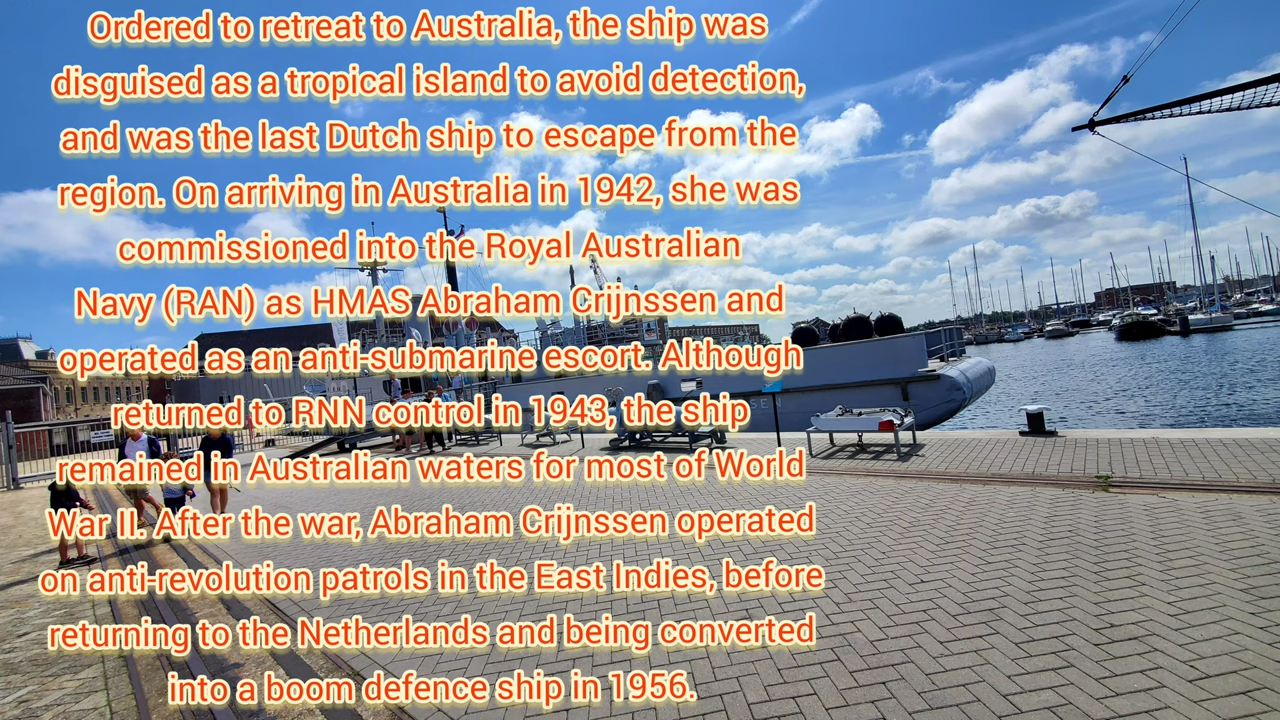 Ordered to retreat to Australia, the ship was
disguised as a tropical island to avoid detection,
and was the last Dutch ship to escape from the
region. On arriving in Australia in 1942, she was
commissioned into the Royal Australian
Navy (RAN) as HMAS Abraham Crijnssen and
operated as an anti-submarine escort. Although
returned to RNN control in 1943, the ship
remained in Australian waters for most of World
War II. After the war, Abraham Crijnssen operated
on anti-revolution patrols in the East Indies, before
returning to the Netherlands and being converted
into a boom defence ship in 1956.